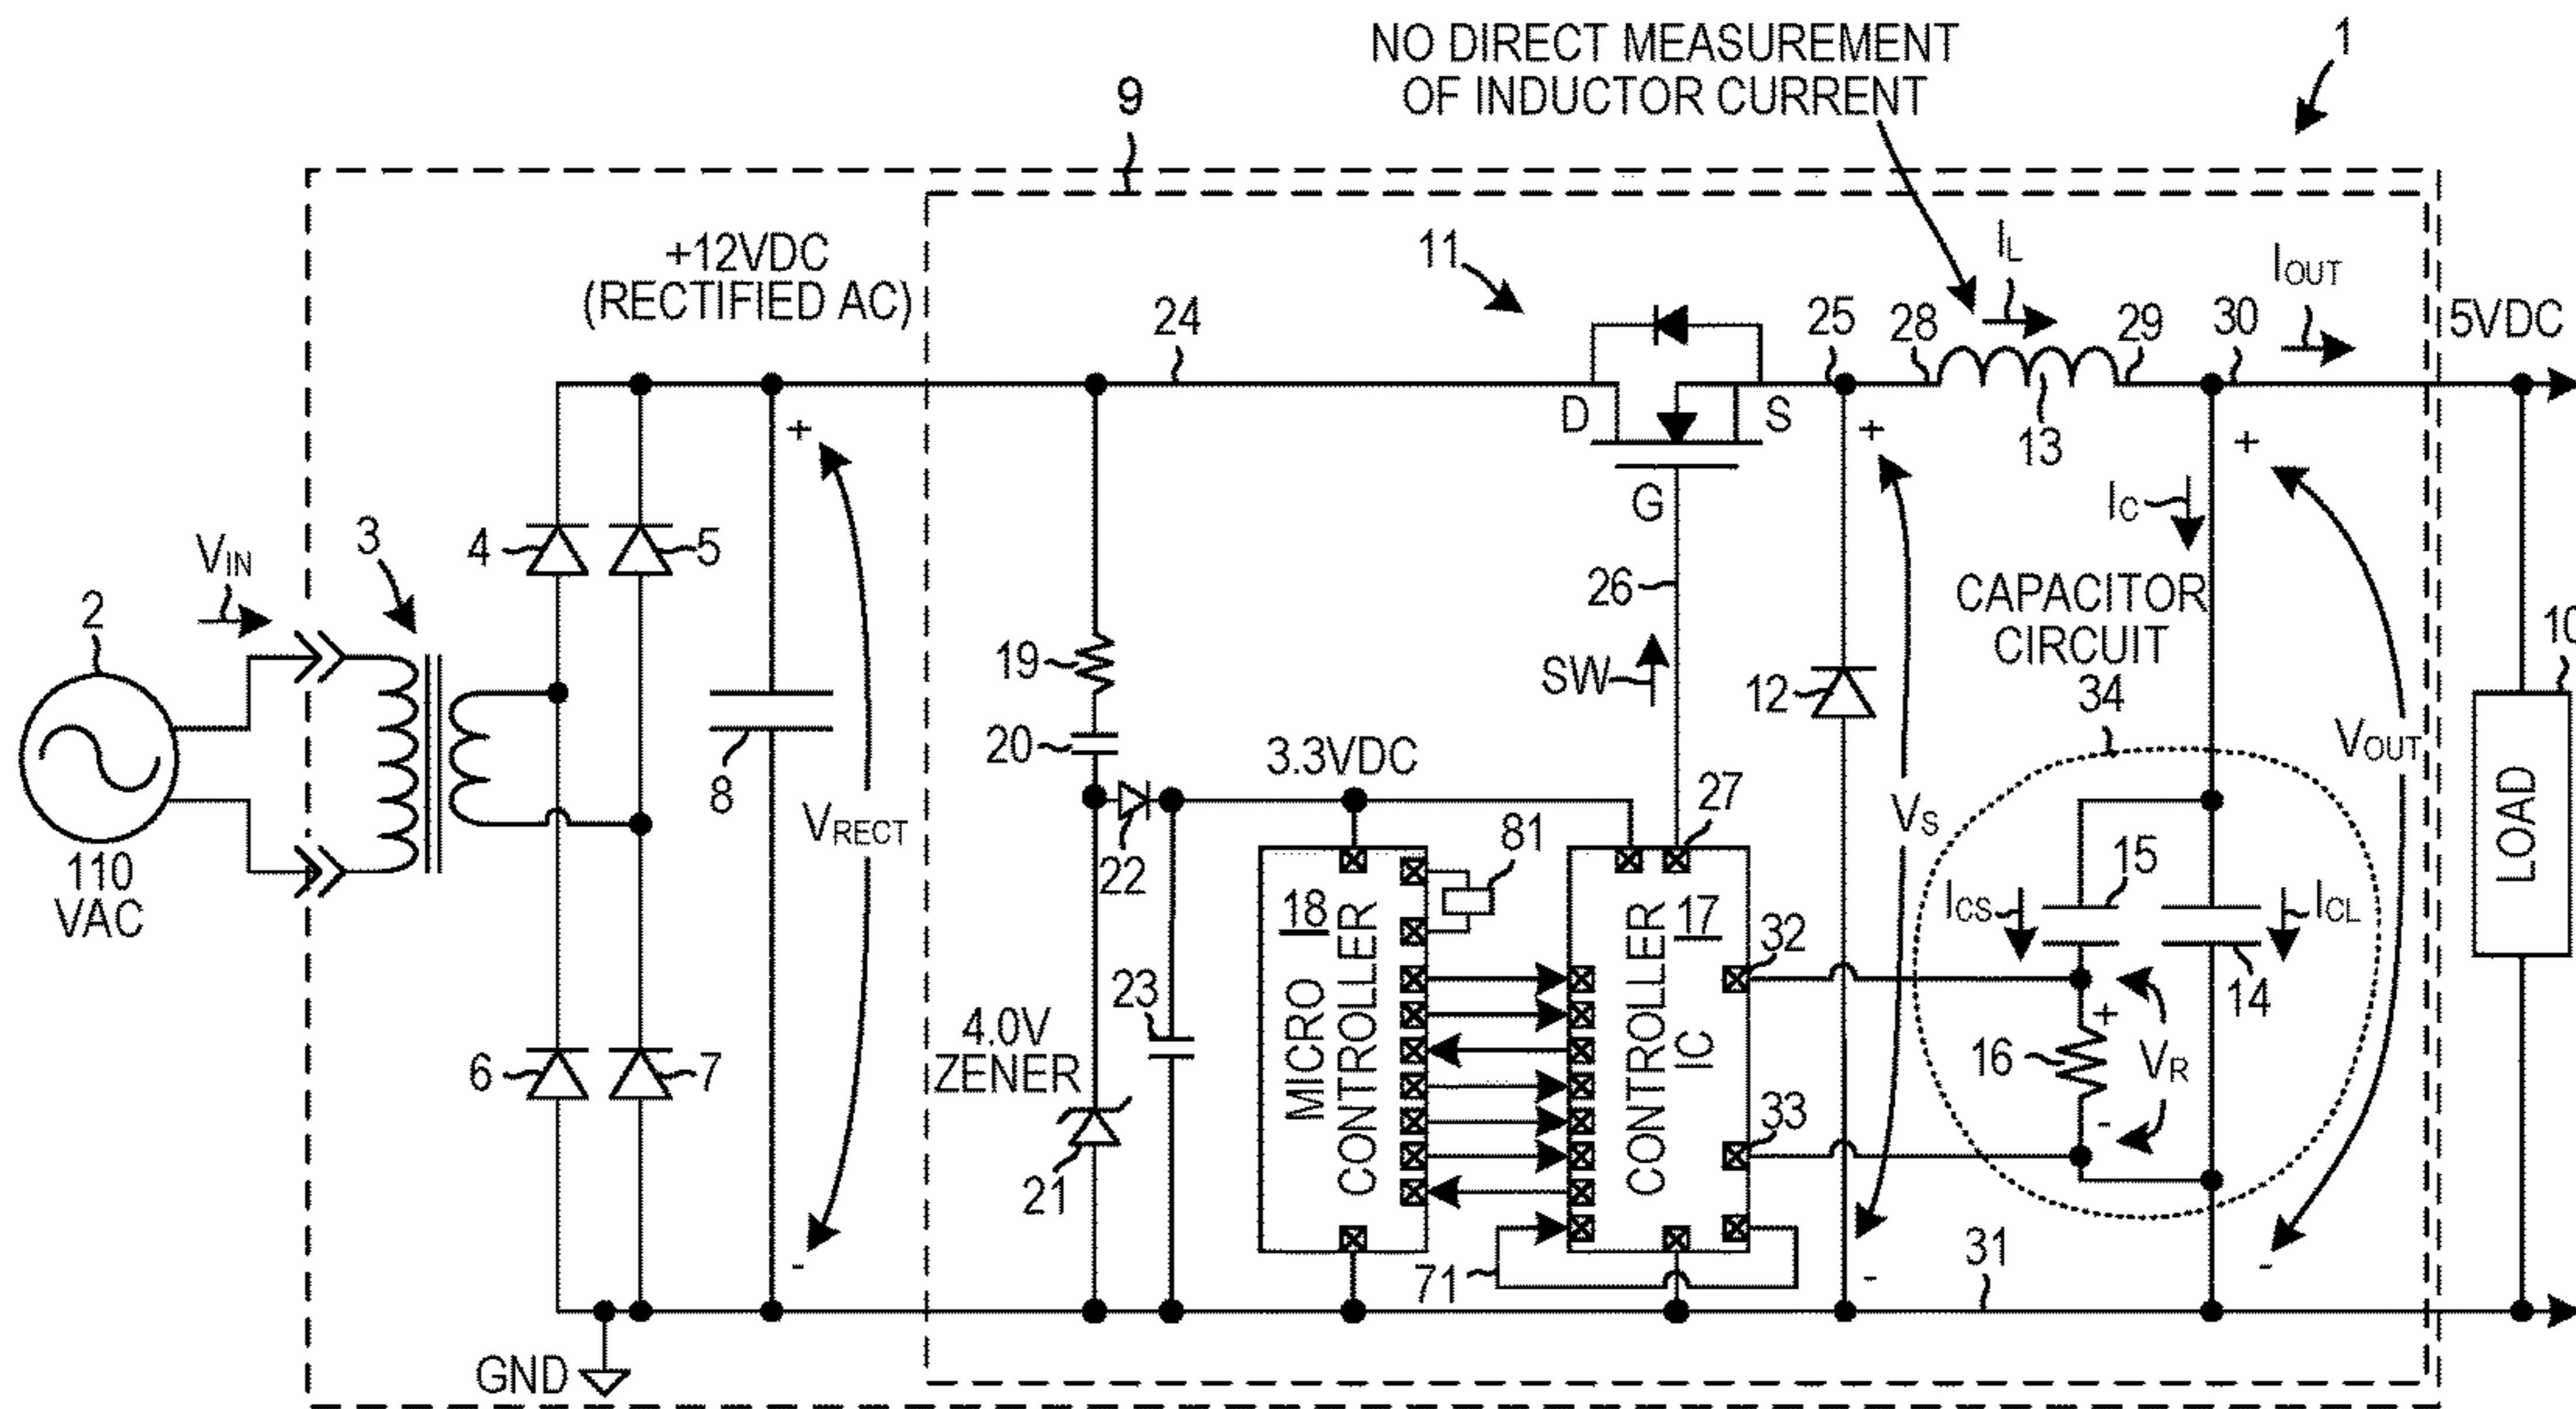 NO DIRECT MEASUREMENT
OF INDUCTOR CURRENT
1
9
+12VDC
(RECTIFIED AC)
11
24
25
28
IL
29
30
IOUT
5VDC
D
S
G
13
+
+
+
IC
VIN
3
4
5
26
2
19
SW
12
CAPACITOR
CIRCUIT
34
10
LOAD
VOUT
20
3.3VDC
27
8
VRECT
22
81
VS
15
110
VAC
18
MICRO
CONTROLLER
17
CONTROLLER
IC
ICS
ICL
32
14
23
4.0V
ZENER
+
16
VR
-
6
7
33
21
71
31
-
-
-
GND